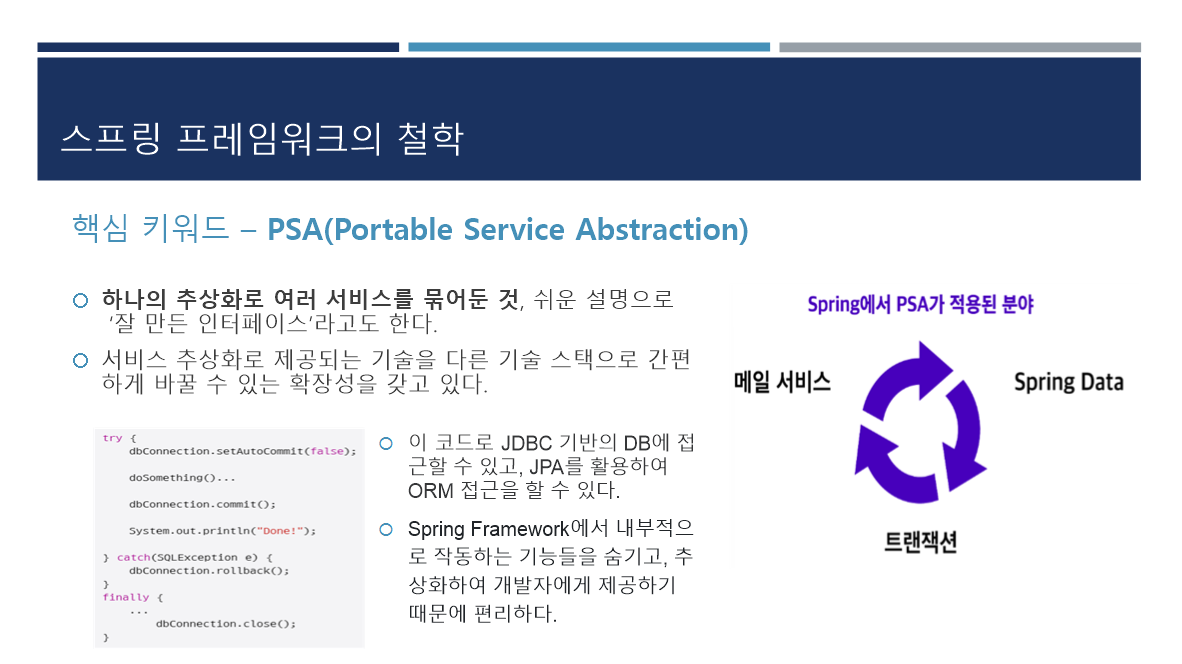 스프링 프레임워크의 철학
핵심 키워드 – PSA(Portable Service Abstraction)
하나의 추상화로 여러 서비스를 묶어둔 것, 쉬운 설명으로
‘잘 만든 인터페이스’라고도 한다.
서비스 추상화로 제공되는 기술을 다른 기술 스택으로 간편
하게 바꿀 수 있는 확장성을 갖고 있다.
try {
    dbConnection.setAutoCommit(false);
    doSomething()...
    dbConnection.commit();
    System.out.println("Done!");
} catch(SQLException e) {
    dbConnection.rollback();
}
finally {
    ...
        dbConnection.close();
}
이 코드로 JDBC 기반의 DB에 접
근할 수 있고, JPA를 활용하여
ORM 접근을 할 수 있다.
Spring Framework에서 내부적으
로 작동하는 기능들을 숨기고, 추
상화하여 개발자에게 제공하기
때문에 편리하다.
Spring에서 PSA가 적용된 분야
메일 서비스
Spring Data
트랜잭션